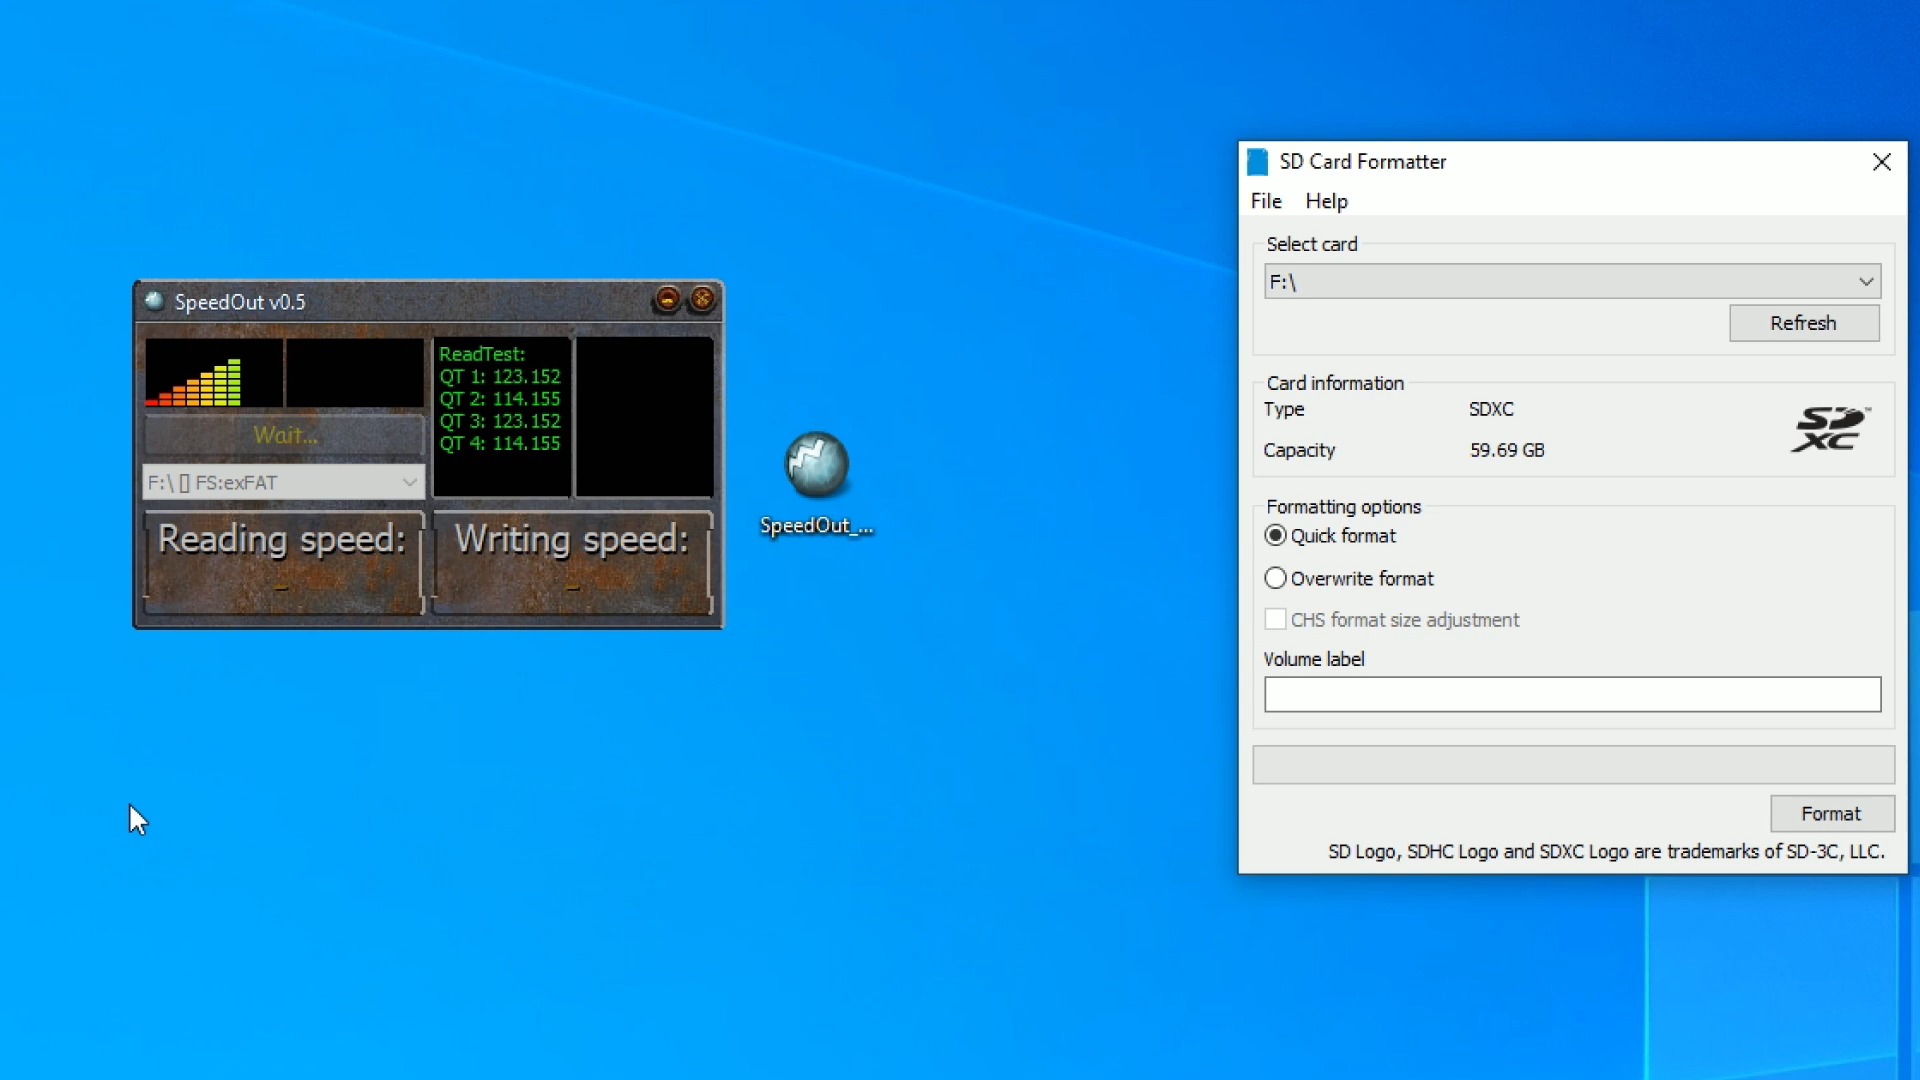 SpeedOut v0.5
ReadTest:
QT 1: 123.152
QT 2: 114.155
QT 3: 123.152
QT 4: 114.155
Wait...
F:\ [] FS:exFAT
Reading speed:
-
Writing speed:
-
SpeedOut_...
SD Card Formatter
File Help
Select card
F:\
Refresh
Card information
Type SDXC
Capacity 59.69 GB
SD XC ™
Formatting options
Quick format
Overwrite format
CHS format size adjustment
Volume label
Format
SD Logo, SDHC Logo and SDXC Logo are trademarks of SD-3C, LLC.